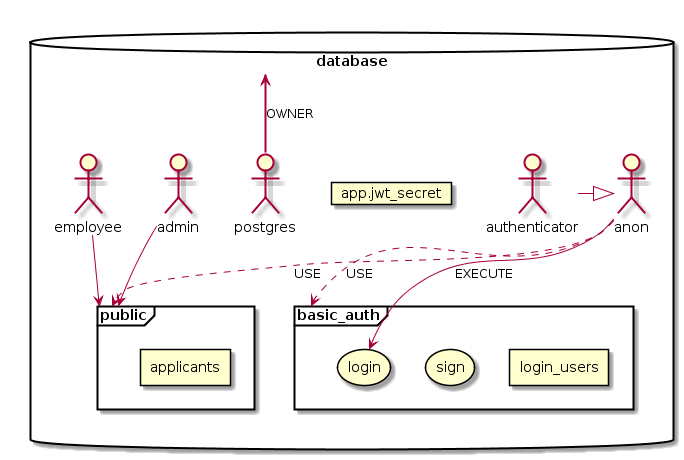 database
OWNER
app.jwt_secret
employee
admin
postgres
authenticator
anon
USE
USE
EXECUTE
public
basic_auth
applicants
login
sign
login_users